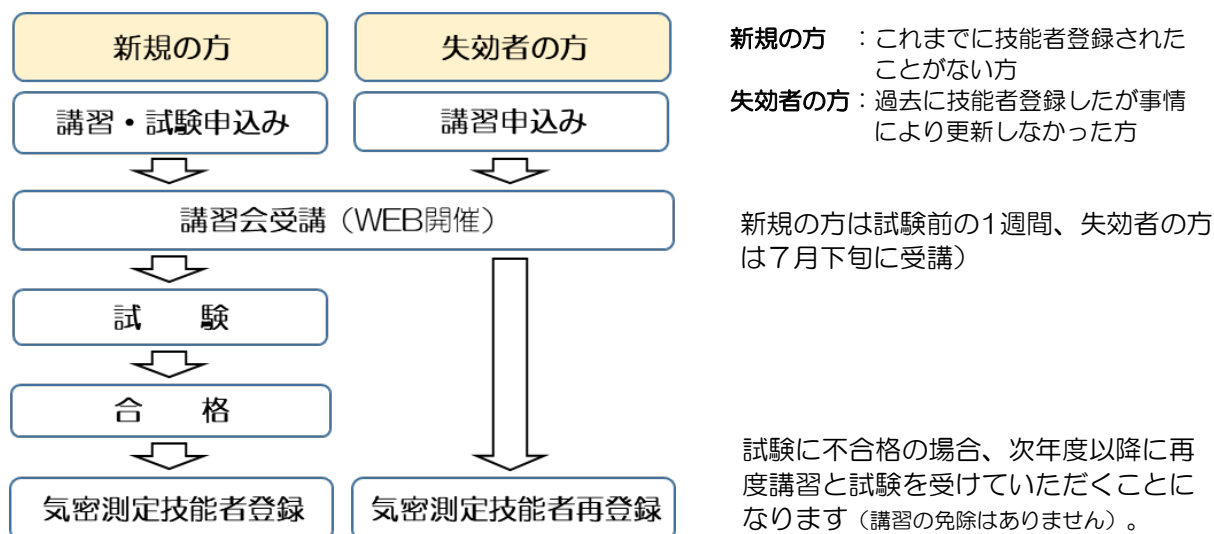 新規の方
失効者の方
講習・試験申込み
講習申込み
講習会受講（WEB開催）
試　　験
合　　格
気密測定技能者登録
気密測定技能者再登録
新規の方　：これまでに技能者登録された
ことがない方
失効者の方：過去に技能者登録したが事情
により更新しなかった方
新規の方は試験前の1週間、失効者の方
は７月下旬に受講）
試験に不合格の場合、次年度以降に再
度講習と試験を受けていただくことに
なります（講習の免除はありません）。